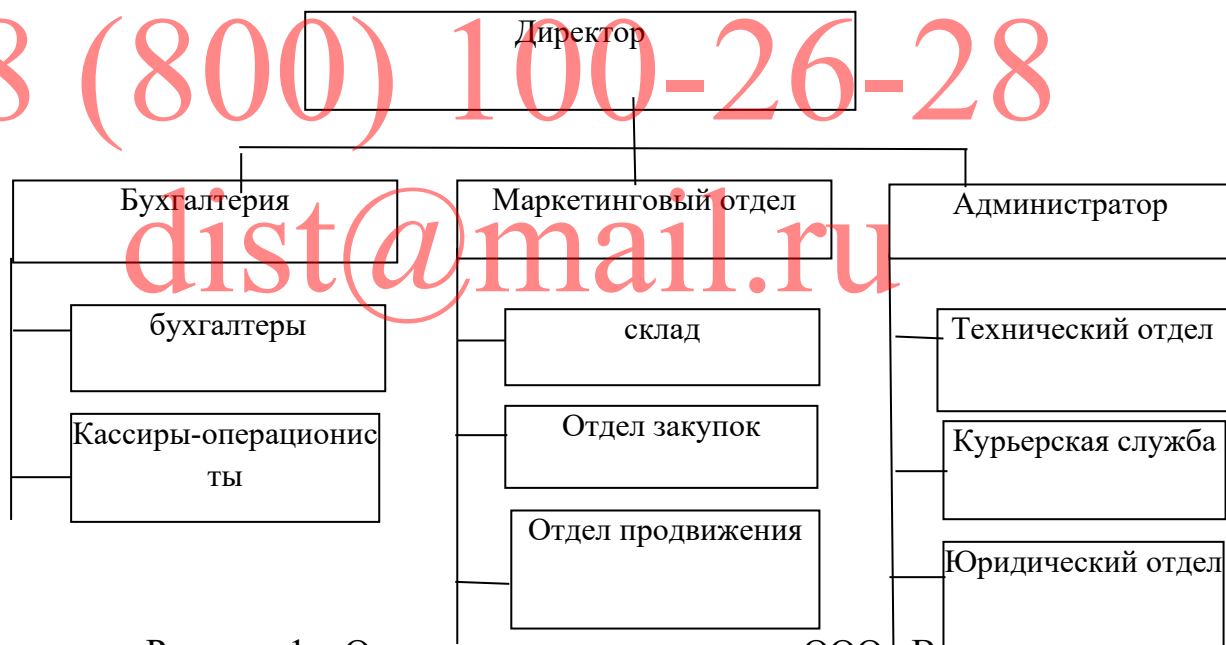 8 (800) 100-26-28
dist@mail.ru
Директор
Бухгалтерия
Маркетинговый отдел
Администратор
бухгалтеры
склад
Технический отдел
Кассиры-операционис
ты
Отдел закупок
Курьерская служба
Отдел продвижения
Юридический отдел